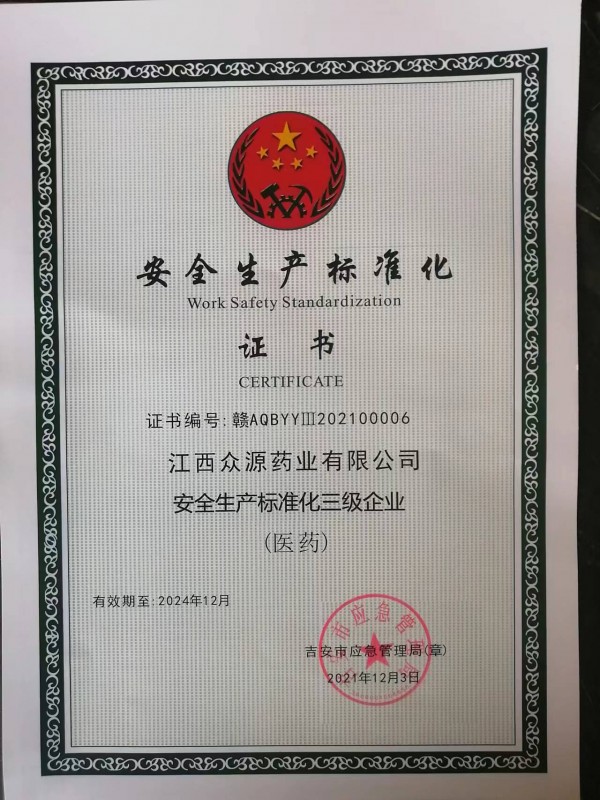 安全生产标准化
Work Safety Standardization
证书
CERTIFICATE
证书编号:赣AQBYYⅢ202100006
江西众源药业有限公司
安全生产标准化三级企业
(医药)
有效期至:2024年12月
吉安市应急管理局(章)
2021年12月3日